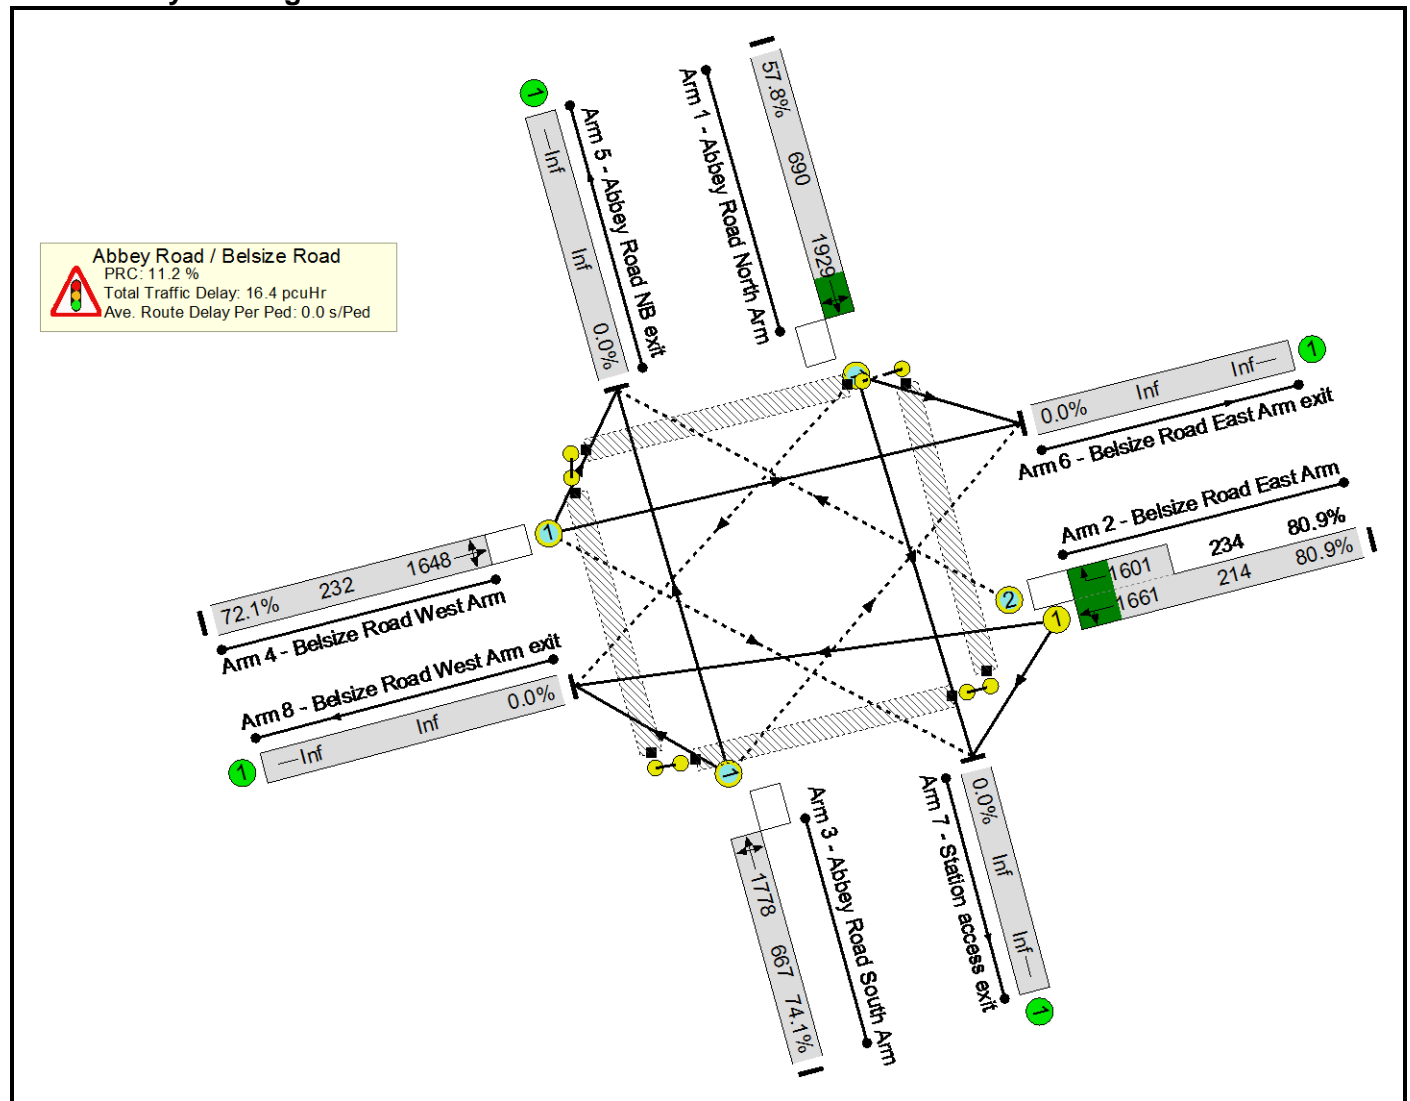 Abbey Road / Belsize Road
PRC: 11.2 %
Total Traffic Delay: 16.4 pcuHr
Ave. Route Delay Per Ped: 0.0 s/Ped
1
Inf
Inf
0.0%
Arm 5 - Abbey Road NB exit
Arm 1 - Abbey Road North Arm
57.8%
690
1929
1
1
0.0%
Inf
Inf
Arm 6 - Belsize Road East Arm exit
Arm 2 - Belsize Road East Arm
1601
234
80.9%
1661
214
80.9%
2
1
1
72.1%
232
1648
Arm 4 - Belsize Road West Arm
Arm 8 - Belsize Road West Arm exit
Inf
Inf
0.0%
1
1
1778
667
74.1%
Arm 3 - Abbey Road South Arm
Arm 7 - Station access exit
0.0%
Inf
Inf
1